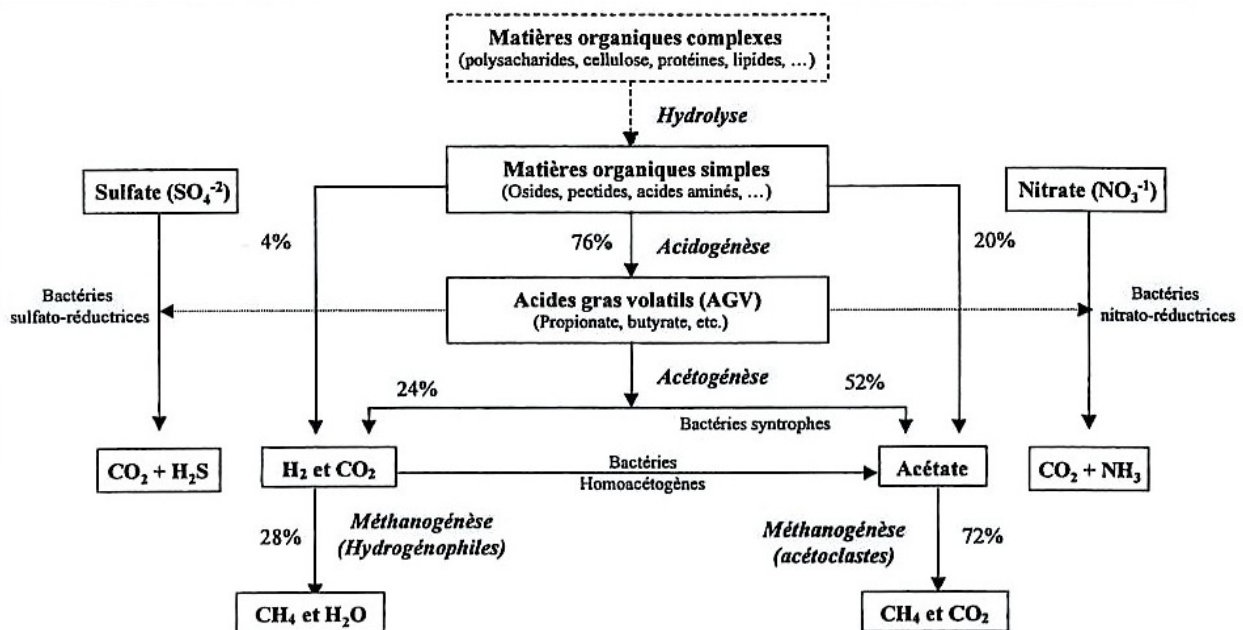 Matières organiques complexes
(polysacharides, cellulose, protéines, lipides, ...)
Hydrolyse
Matières organiques simples
(Osides, pectides, acides aminés, ...)
Sulfate (SO₄⁻²)
Nitrate (NO₃⁻¹)
4%
76%
Acidogénèse
20%
Bactéries
sulfato-réductrices
Acides gras volatils (AGV)
(Propionate, butyrate, etc.)
Bactéries
nitrato-réductrices
Acétogénèse
24%
52%
Bactéries syntrophes
CO₂ + H₂S
H₂ et CO₂
Bactéries
Homoacétogènes
Acétate
CO₂ + NH₃
28%
Méthanogénèse
(Hydrogénophiles)
Méthanogénèse
(acétoclastes)
72%
CH₄ et H₂O
CH₄ et CO₂